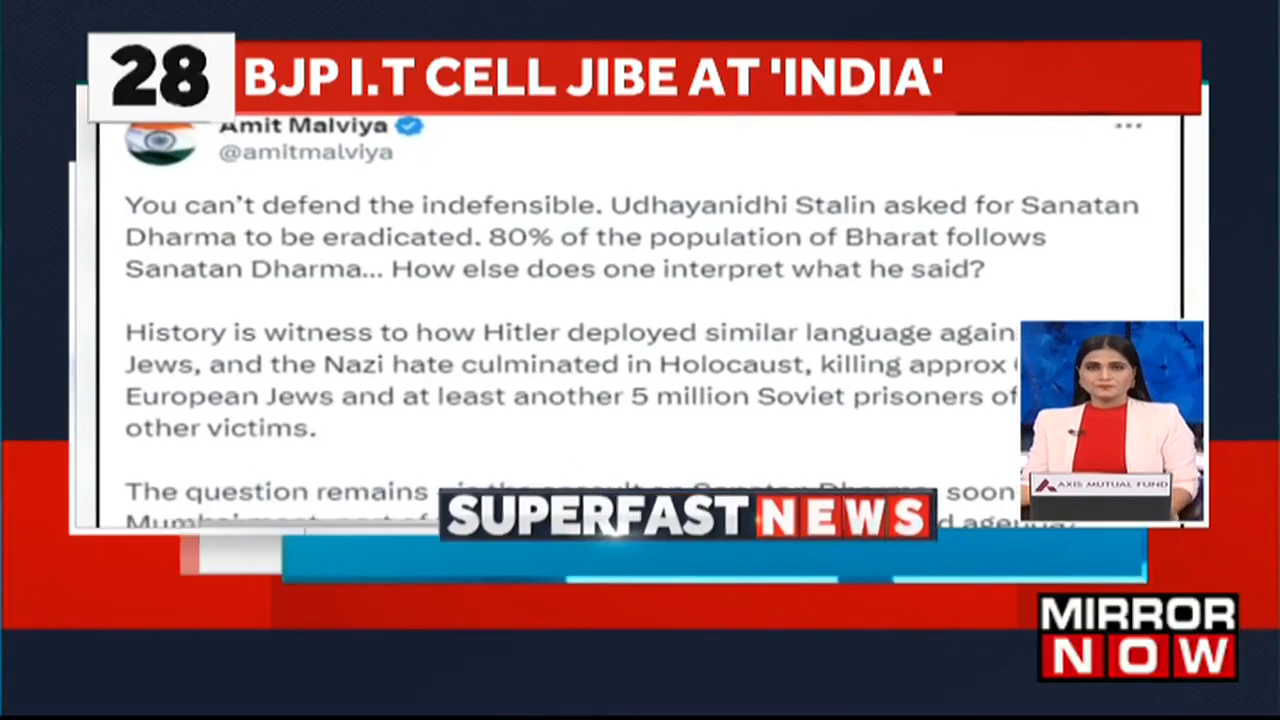 28 BJP I.T CELL JIBE AT 'INDIA'
Amit Malviya
@amitmalviya
You can't defend the indefensible. Udhayanidhi Stalin asked for Sanatan
Dharma to be eradicated. 80% of the population of Bharat follows
Sanatan Dharma... How else does one interpret what he said?
History is witness to how Hitler deployed similar language again
Jews, and the Nazi hate culminated in Holocaust, killing approx
European Jews and at least another 5 million Soviet prisoners of
other victims.
AXIS MUTUAL FUND
The question remains soon
SUPERFAST NEWS
MIRROR
NOW